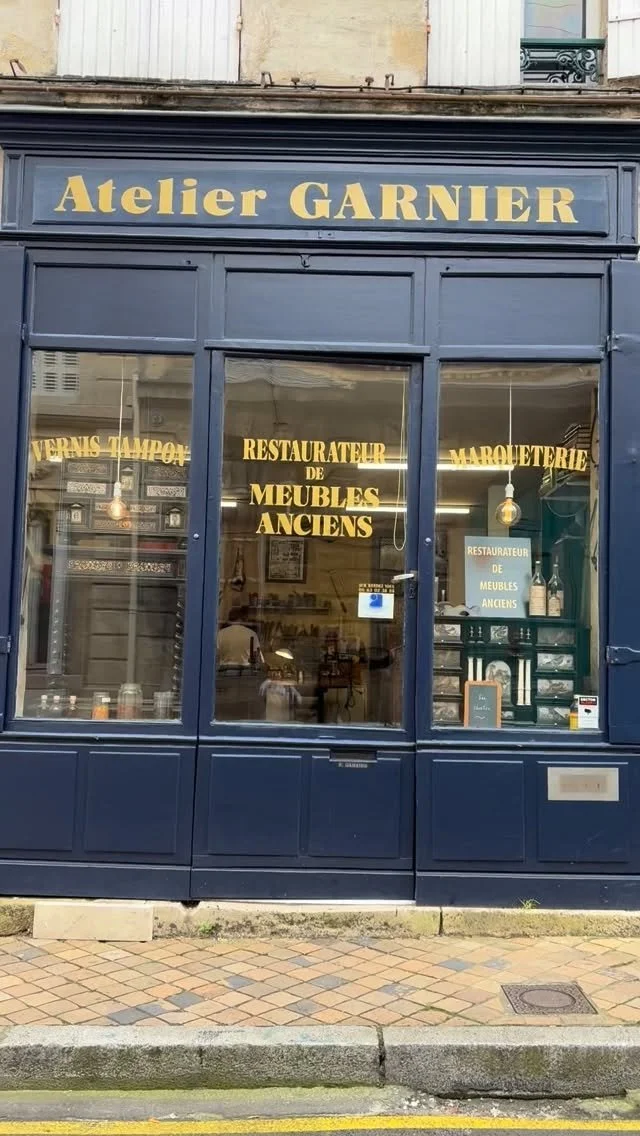 Atelier GARNIER
VERNIS TAMPON
RESTAURATEUR
DE
MEUBLES
ANCIENS
MARQUETERIE
RESTAURATEUR
DE
MEUBLES
ANCIENS